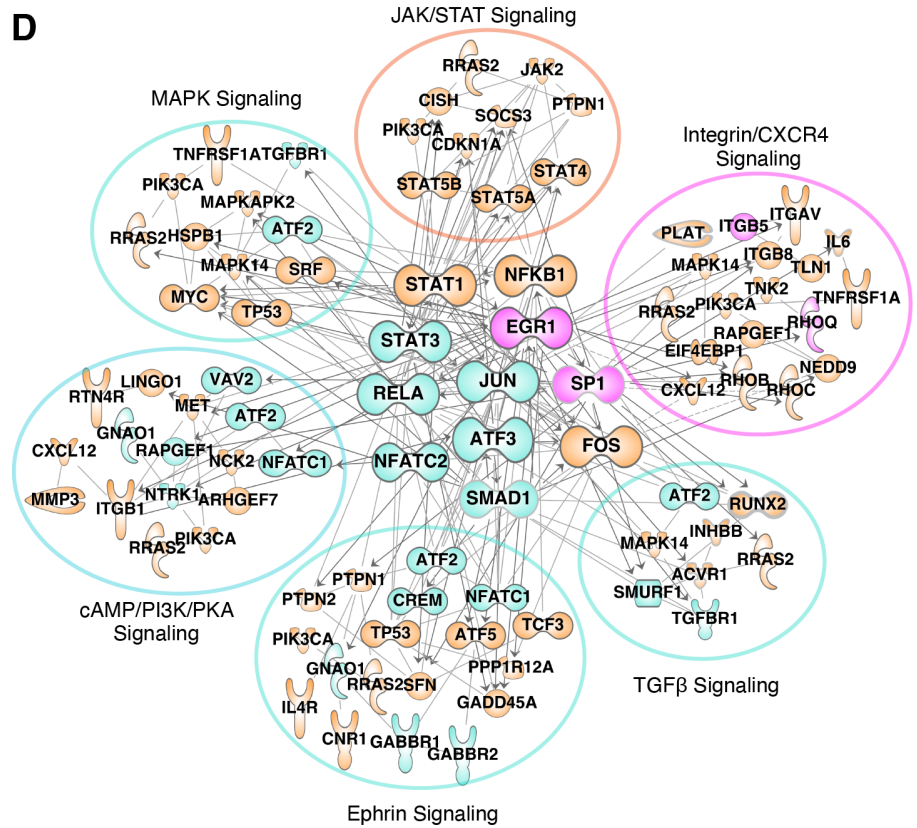 D
JAK/STAT Signaling
RRAS2
JAK2
CISH
SOCS3
PTPN1
PIK3CA
CDKN1A
STAT5B
STAT5A
STAT4
MAPK Signaling
TNFRSF1A
TGFBR1
PIK3CA
MAPKAPK2
RRAS2
HSPB1
ATF2
MAPK14
SRF
MYC
TP53
Integrin/CXCR4
Signaling
PLAT
ITGB5
ITGAV
IL6
ITGB8
MAPK14
TLN1
TNK2
TNFRSF1A
RRAS2
PIK3CA
RHOQ
RAPGEF1
EIF4EBP1
NEDD9
CXCL12
RHOB
RHOC
STAT1
NFKB1
EGR1
STAT3
RELA
JUN
SP1
ATF3
FOS
NFATC2
SMAD1
RTN4R
LINGO1
VAV2
MET
ATF2
GNAO1
CXCL12
RAPGEF1
NCK2
NFATC1
MMP3
ITGB1
NTRK1
ARHGEF7
RRAS2
PIK3CA
cAMP/PI3K/PKA
Signaling
ATF2
RUNX2
INHBB
MAPK14
RRAS2
ACVR1
SMURF1
TGFBR1
TGFβ Signaling
ATF2
PTPN1
PTPN2
CREM
NFATC1
TP53
ATF5
TCF3
PIK3CA
GNAO1
PPP1R12A
RRAS2
SFN
IL4R
GADD45A
CNR1
GABBR1
GABBR2
Ephrin Signaling